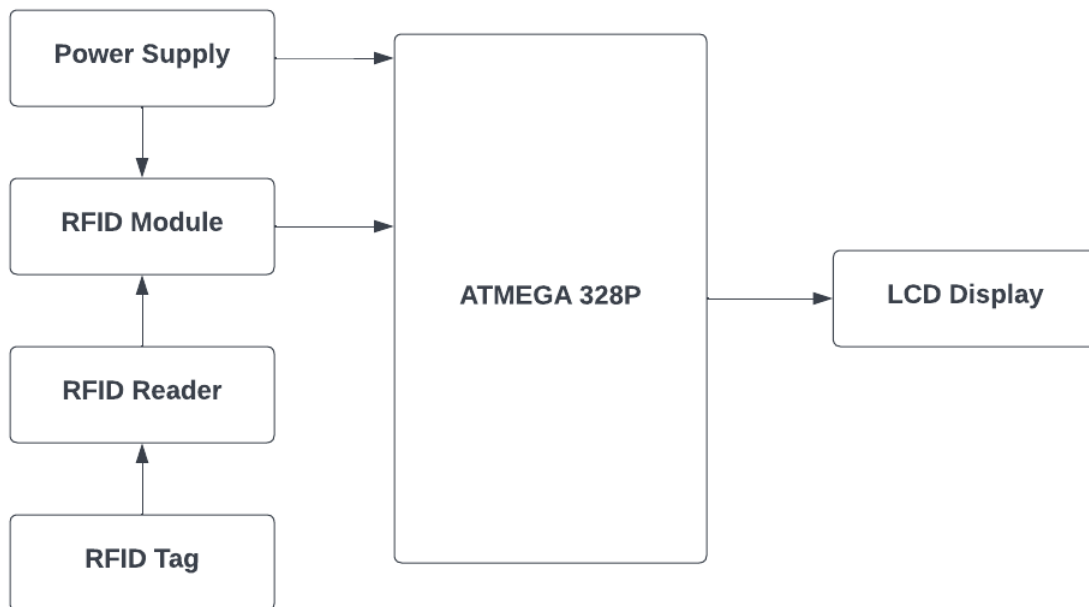 Power Supply
RFID Module
RFID Reader
RFID Tag
ATMEGA 328P
LCD Display